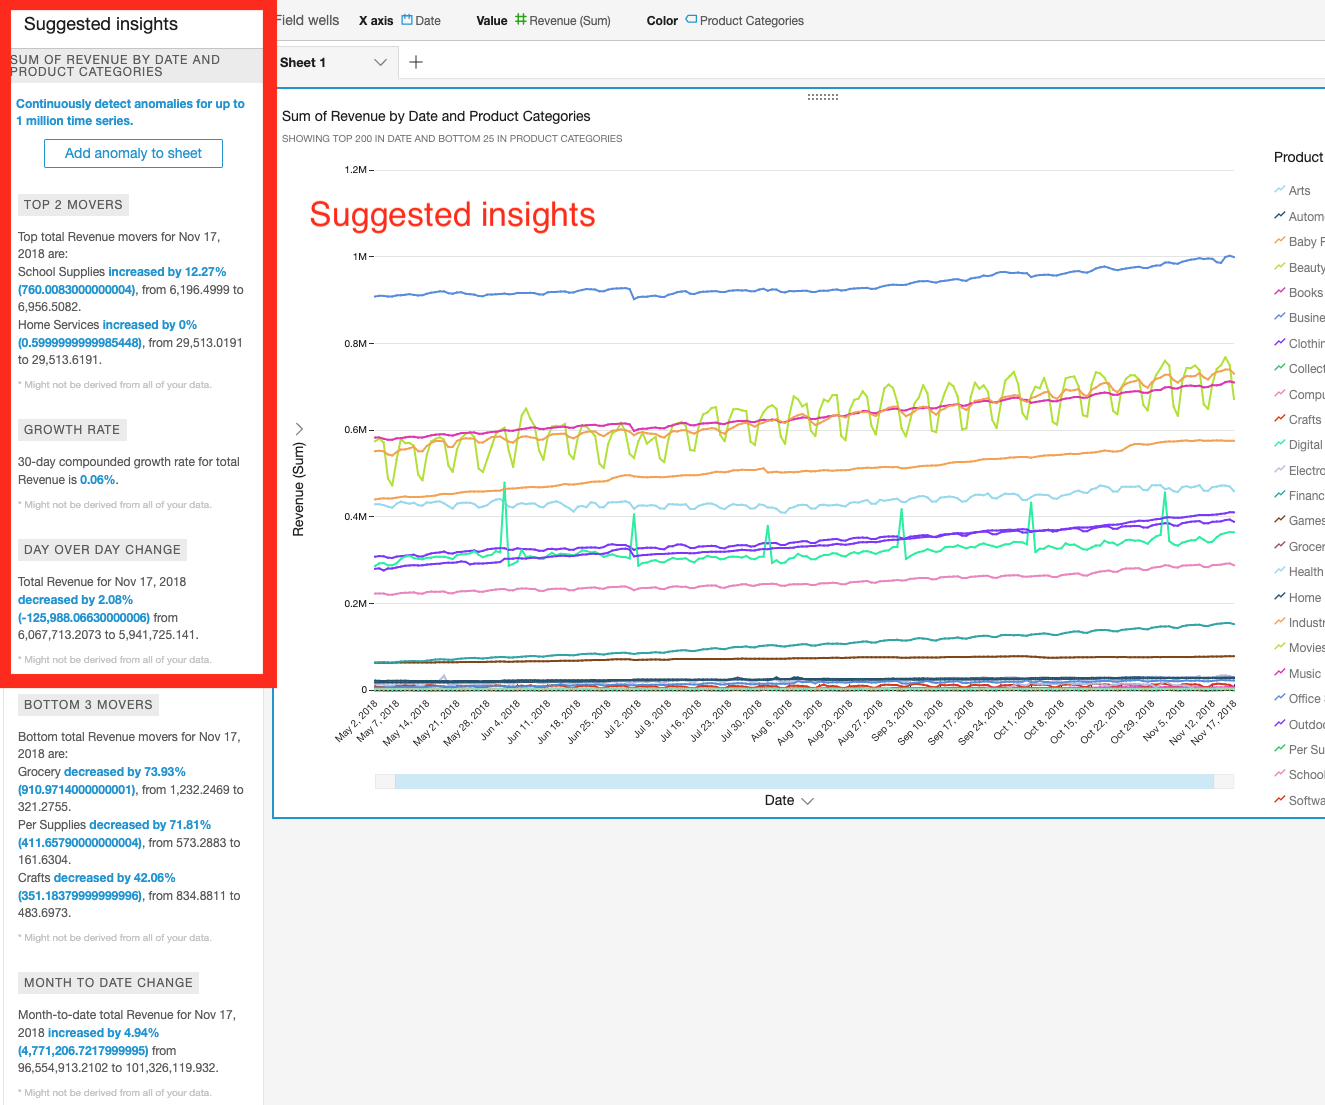 Suggested insights
SUM OF REVENUE BY DATE AND
PRODUCT CATEGORIES
Continuously detect anomalies for up to
1 million time series.
Add anomaly to sheet
TOP 2 MOVERS
Top total Revenue movers for Nov 17,
2018 are:
School Supplies increased by 12.27%
(760.0083000000004), from 6,196.4999 to
6,956.5082.
Home Services increased by 0%
(0.5999999999985448), from 29,513.0191
to 29,513.6191.
* Might not be derived from all of your data.
GROWTH RATE
30-day compounded growth rate for total
Revenue is 0.06%.
* Might not be derived from all of your data.
DAY OVER DAY CHANGE
Total Revenue for Nov 17, 2018
decreased by 2.08%
(-125,988.06630000006) from
6,067,713.2073 to 5,941,725.141.
* Might not be derived from all of your data.
BOTTOM 3 MOVERS
Bottom total Revenue movers for Nov 17,
2018 are:
Grocery decreased by 73.93%
(910.9714000000001), from 1,232.2469 to
321.2755.
Per Supplies decreased by 71.81%
(411.65790000000004), from 573.2883 to
161.6304.
Crafts decreased by 42.06%
(351.18379999999996), from 834.8811 to
483.6973.
* Might not be derived from all of your data.
MONTH TO DATE CHANGE
Month-to-date total Revenue for Nov 17,
2018 increased by 4.94%
(4,771,206.7217999995) from
96,554,913.2102 to 101,326,119.932.
* Might not be derived from all of your data.
Field wells X axis Date Value Revenue (Sum) Color Product Categories
Sheet 1
Sum of Revenue by Date and Product Categories
SHOWING TOP 200 IN DATE AND BOTTOM 25 IN PRODUCT CATEGORIES
Suggested insights
1.2M
1M
0.8M
0.6M
0.4M
0.2M
0
Revenue (Sum)
May 2, 2018
May 7, 2018
May 14, 2018
May 21, 2018
May 28, 2018
Jun 4, 2018
Jun 11, 2018
Jun 18, 2018
Jun 25, 2018
Jul 2, 2018
Jul 9, 2018
Jul 16, 2018
Jul 23, 2018
Jul 30, 2018
Aug 6, 2018
Aug 13, 2018
Aug 20, 2018
Aug 27, 2018
Sep 3, 2018
Sep 10, 2018
Sep 17, 2018
Sep 24, 2018
Oct 1, 2018
Oct 8, 2018
Oct 15, 2018
Oct 22, 2018
Oct 29, 2018
Nov 5, 2018
Nov 12, 2018
Nov 17, 2018
Date
Product
Arts
Autom
Baby F
Beauty
Books
Busine
Clothin
Collect
Compu
Crafts
Digital
Electro
Financ
Games
Grocer
Health
Home
Industr
Movies
Music
Office
Outdoo
Per Su
School
Softwa